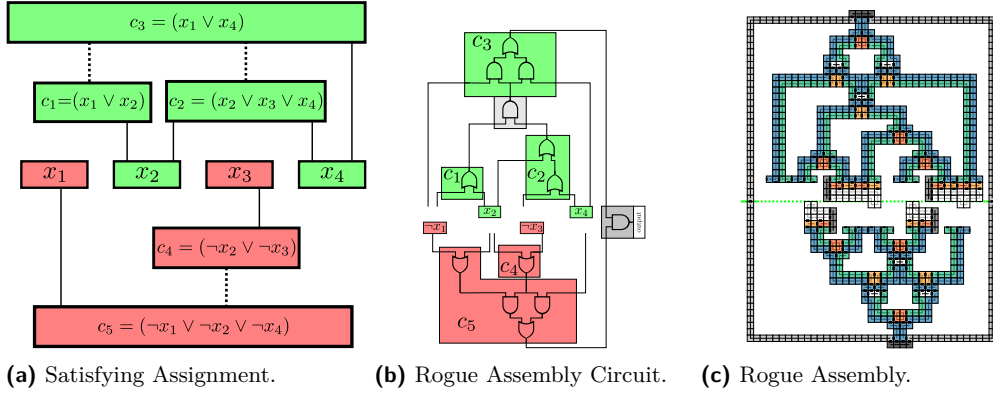 c₃ = (x₁ ∨ x₄)
c₁=(x₁ ∨ x₂)
c₂ = (x₂ ∨ x₃ ∨ x₄)
x₁
x₂
x₃
x₄
c₄ = (¬x₂ ∨ ¬x₃)
c₅ = (¬x₁ ∨ ¬x₂ ∨ ¬x₄)
(a) Satisfying Assignment.
c₃
c₁
c₂
x₂
x₄
¬x₁
¬x₃
output
c₄
c₅
(b) Rogue Assembly Circuit.
(c) Rogue Assembly.